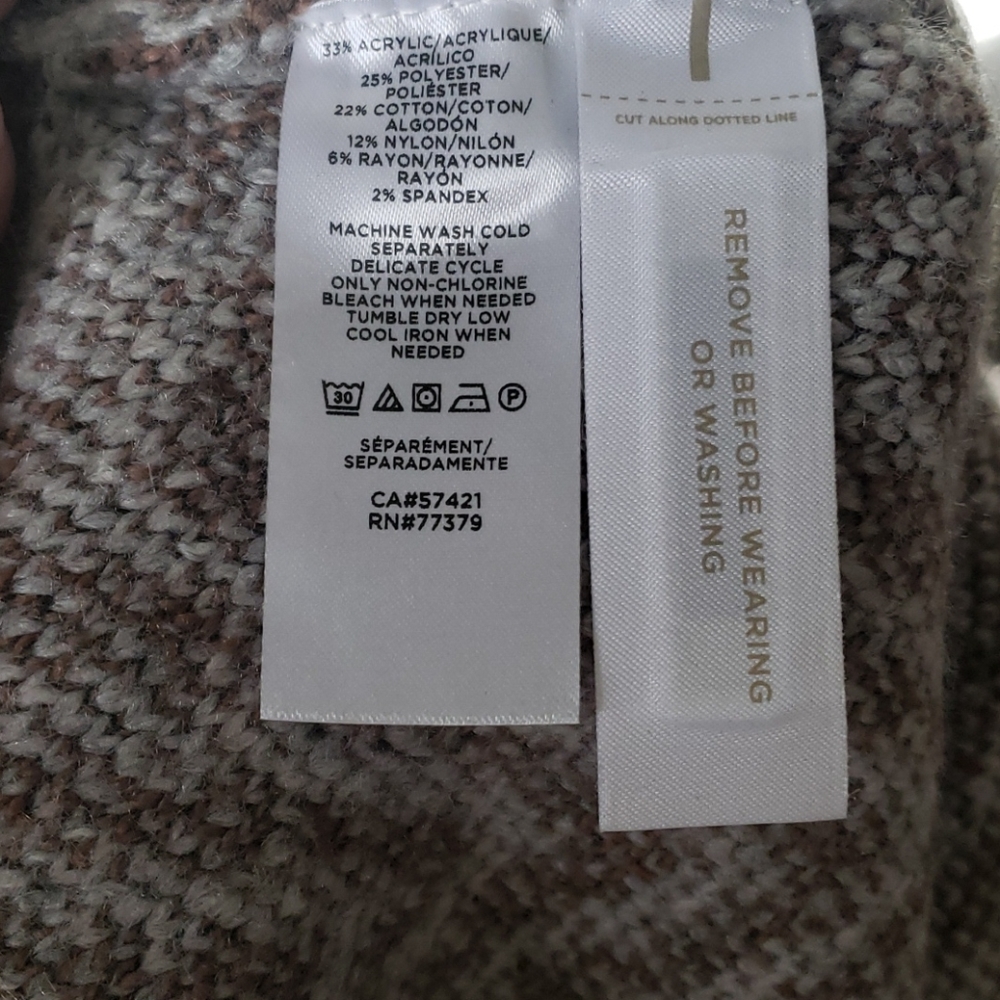 33% ACRYLIC/ACRYLIQUE/
ACRÍLICO
25% POLYESTER/
POLIÉSTER
22% COTTON/COTON/
ALGODÓN
12% NYLON/NILÓN
6% RAYON/RAYONNE/
RAYÓN
2% SPANDEX
MACHINE WASH COLD
SEPARATELY
DELICATE CYCLE
ONLY NON-CHLORINE
BLEACH WHEN NEEDED
TUMBLE DRY LOW
COOL IRON WHEN
NEEDED
30 P
SÉPARÉMENT/
SEPARADAMENTE
CA#57421
RN#77379
CUT ALONG DOTTED LINE
REMOVE BEFORE WEARING
OR WASHING